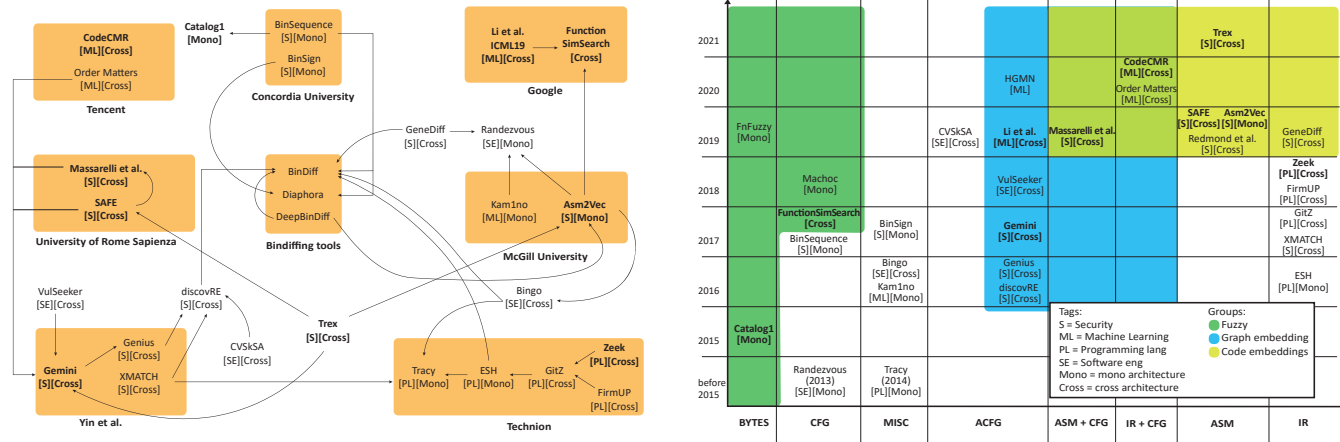 CodeCMR
[ML][Cross]
Order Matters
[ML][Cross]
Tencent
Catalog1
[Mono]
BinSequence
[S][Mono]
BinSign
[S][Mono]
Concordia University
Li et al.
ICML19
[ML][Cross]
Function
SimSearch
[Cross]
Google
GeneDiff
[S][Cross]
Randezvous
[SE][Mono]
Massarelli et al.
[S][Cross]
SAFE
[S][Cross]
University of Rome Sapienza
BinDiff
Diaphora
DeepBinDiff
Bindiffing tools
Kam1no
[ML][Mono]
Asm2Vec
[S][Mono]
McGill University
VulSeeker
[SE][Cross]
discovRE
[S][Cross]
Bingo
[SE][Cross]
Trex
[S][Cross]
CVSkSA
[SE][Cross]
Genius
[S][Cross]
Gemini
[S][Cross]
XMATCH
[S][Cross]
Yin et al.
Tracy
[PL][Mono]
ESH
[PL][Mono]
GitZ
[PL][Cross]
Zeek
[PL][Cross]
FirmUP
[PL][Cross]
Technion
2021
Trex
[S][Cross]
2020
HGMN
[ML]
CodeCMR
[ML][Cross]
Order Matters
[ML][Cross]
2019
FnFuzzy
[Mono]
CVSkSA
[SE][Cross]
Li et al.
[ML][Cross]
Massarelli et al.
[S][Cross]
SAFE Asm2Vec
[S][Cross] [S][Mono]
Redmond et al.
[S][Cross]
GeneDiff
[S][Cross]
2018
Machoc
[Mono]
VulSeeker
[SE][Cross]
Zeek
[PL][Cross]
FirmUP
[PL][Cross]
2017
FunctionSimSearch
[Cross]
BinSequence
[S][Mono]
BinSign
[S][Mono]
Gemini
[S][Cross]
GitZ
[PL][Cross]
XMATCH
[S][Cross]
2016
Bingo
[SE][Cross]
Kam1no
[ML][Mono]
Genius
[S][Cross]
discovRE
[S][Cross]
ESH
[PL][Mono]
2015
Catalog1
[Mono]
before
2015
Randezvous
(2013)
[SE][Mono]
Tracy
(2014)
[PL][Mono]
Tags:
S = Security
ML = Machine Learning
PL = Programming lang
SE = Software eng
Mono = mono architecture
Cross = cross architecture
Groups:
Fuzzy
Graph embedding
Code embeddings
BYTES CFG MISC ACFG ASM + CFG IR + CFG ASM IR